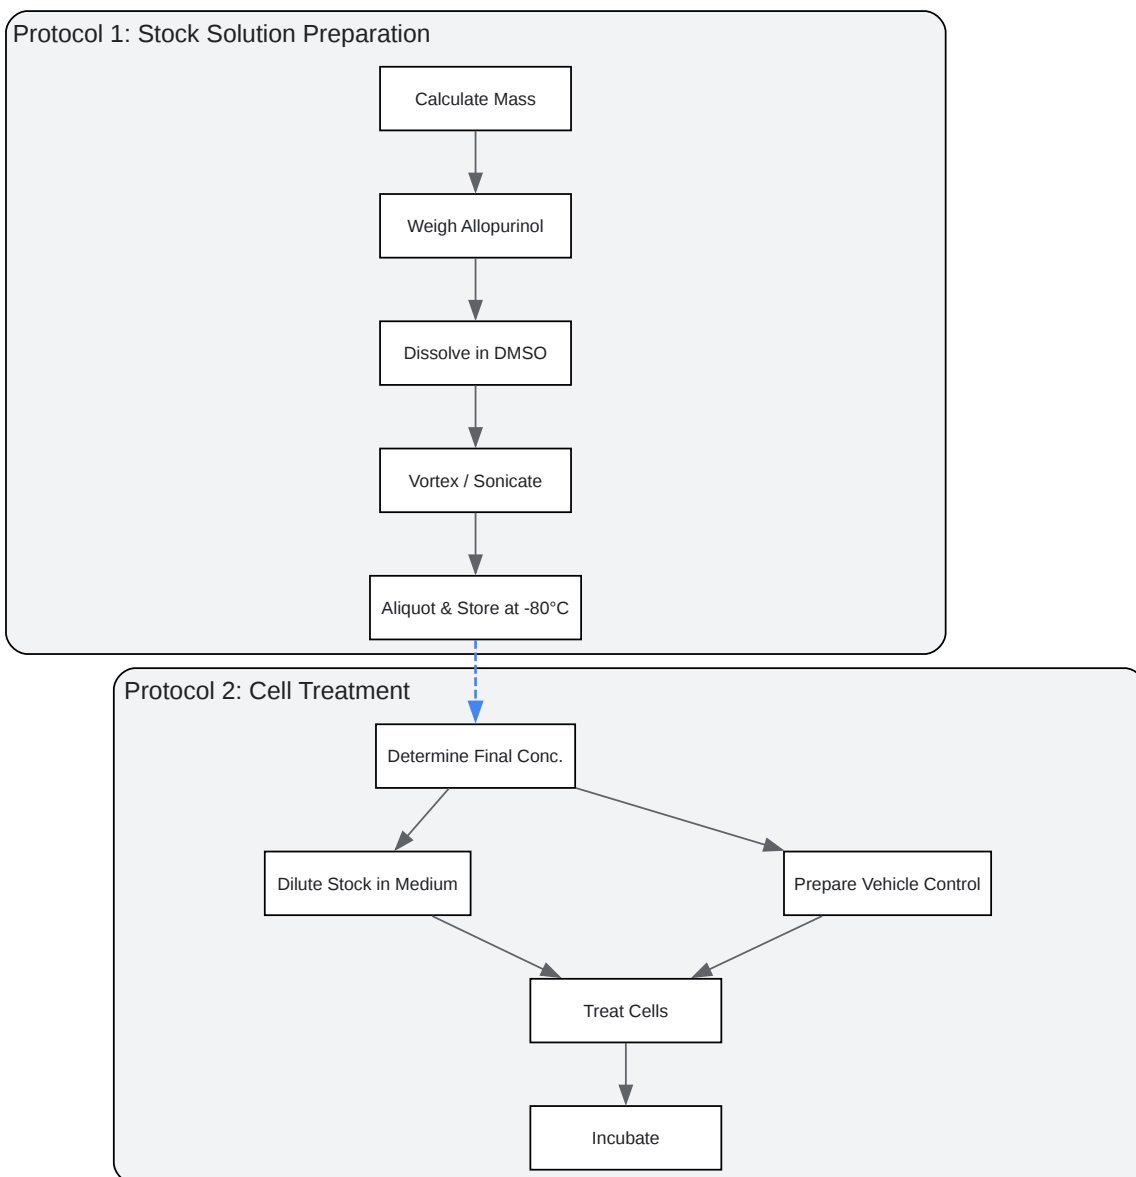 Protocol 1: Stock Solution Preparation
Calculate Mass
Weigh Allopurinol
Dissolve in DMSO
Vortex / Sonicate
Aliquot & Store at -80°C
Protocol 2: Cell Treatment
Determine Final Conc.
Dilute Stock in Medium
Prepare Vehicle Control
Treat Cells
Incubate